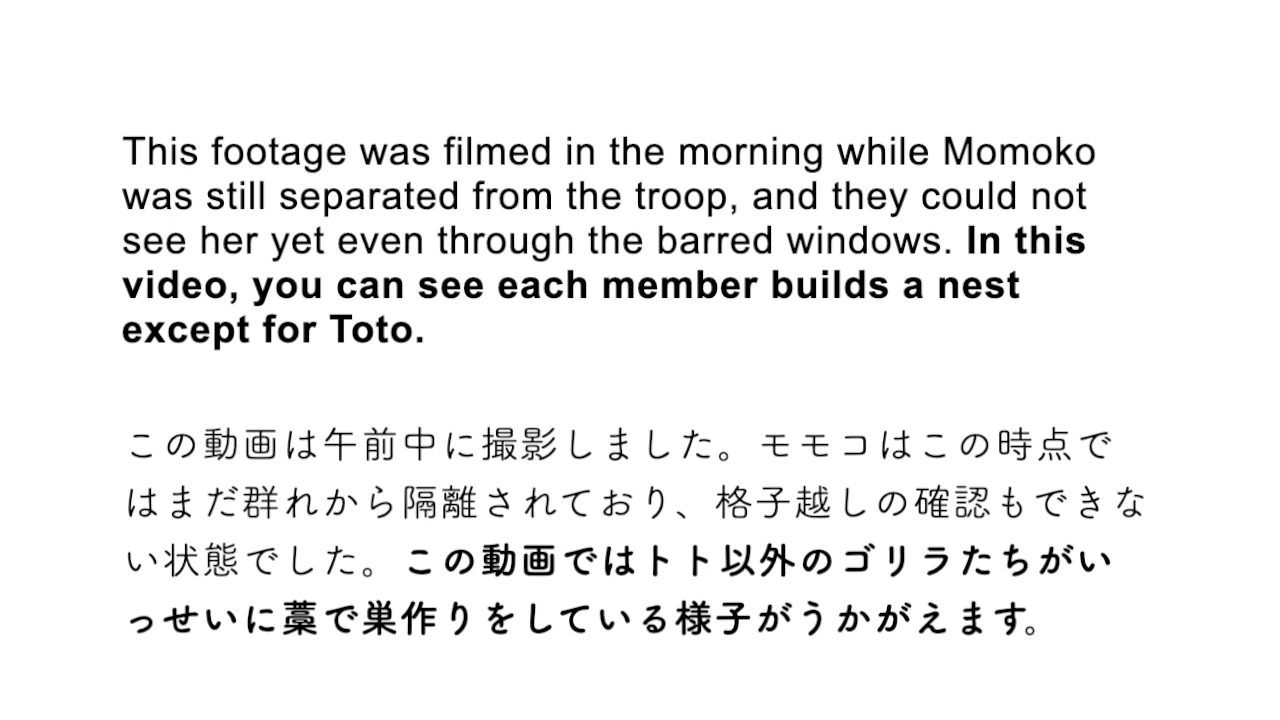 This footage was filmed in the morning while Momoko
was still separated from the troop, and they could not
see her yet even through the barred windows. In this
video, you can see each member builds a nest
except for Toto.
この動画は午前中に撮影しました。モモコはこの時点で
はまだ群れから隔離されており、格子越しの確認もできな
い状態でした。この動画ではトト以外のゴリラたちがい
っせいに藁で巣作りをしている様子がうかがえます。